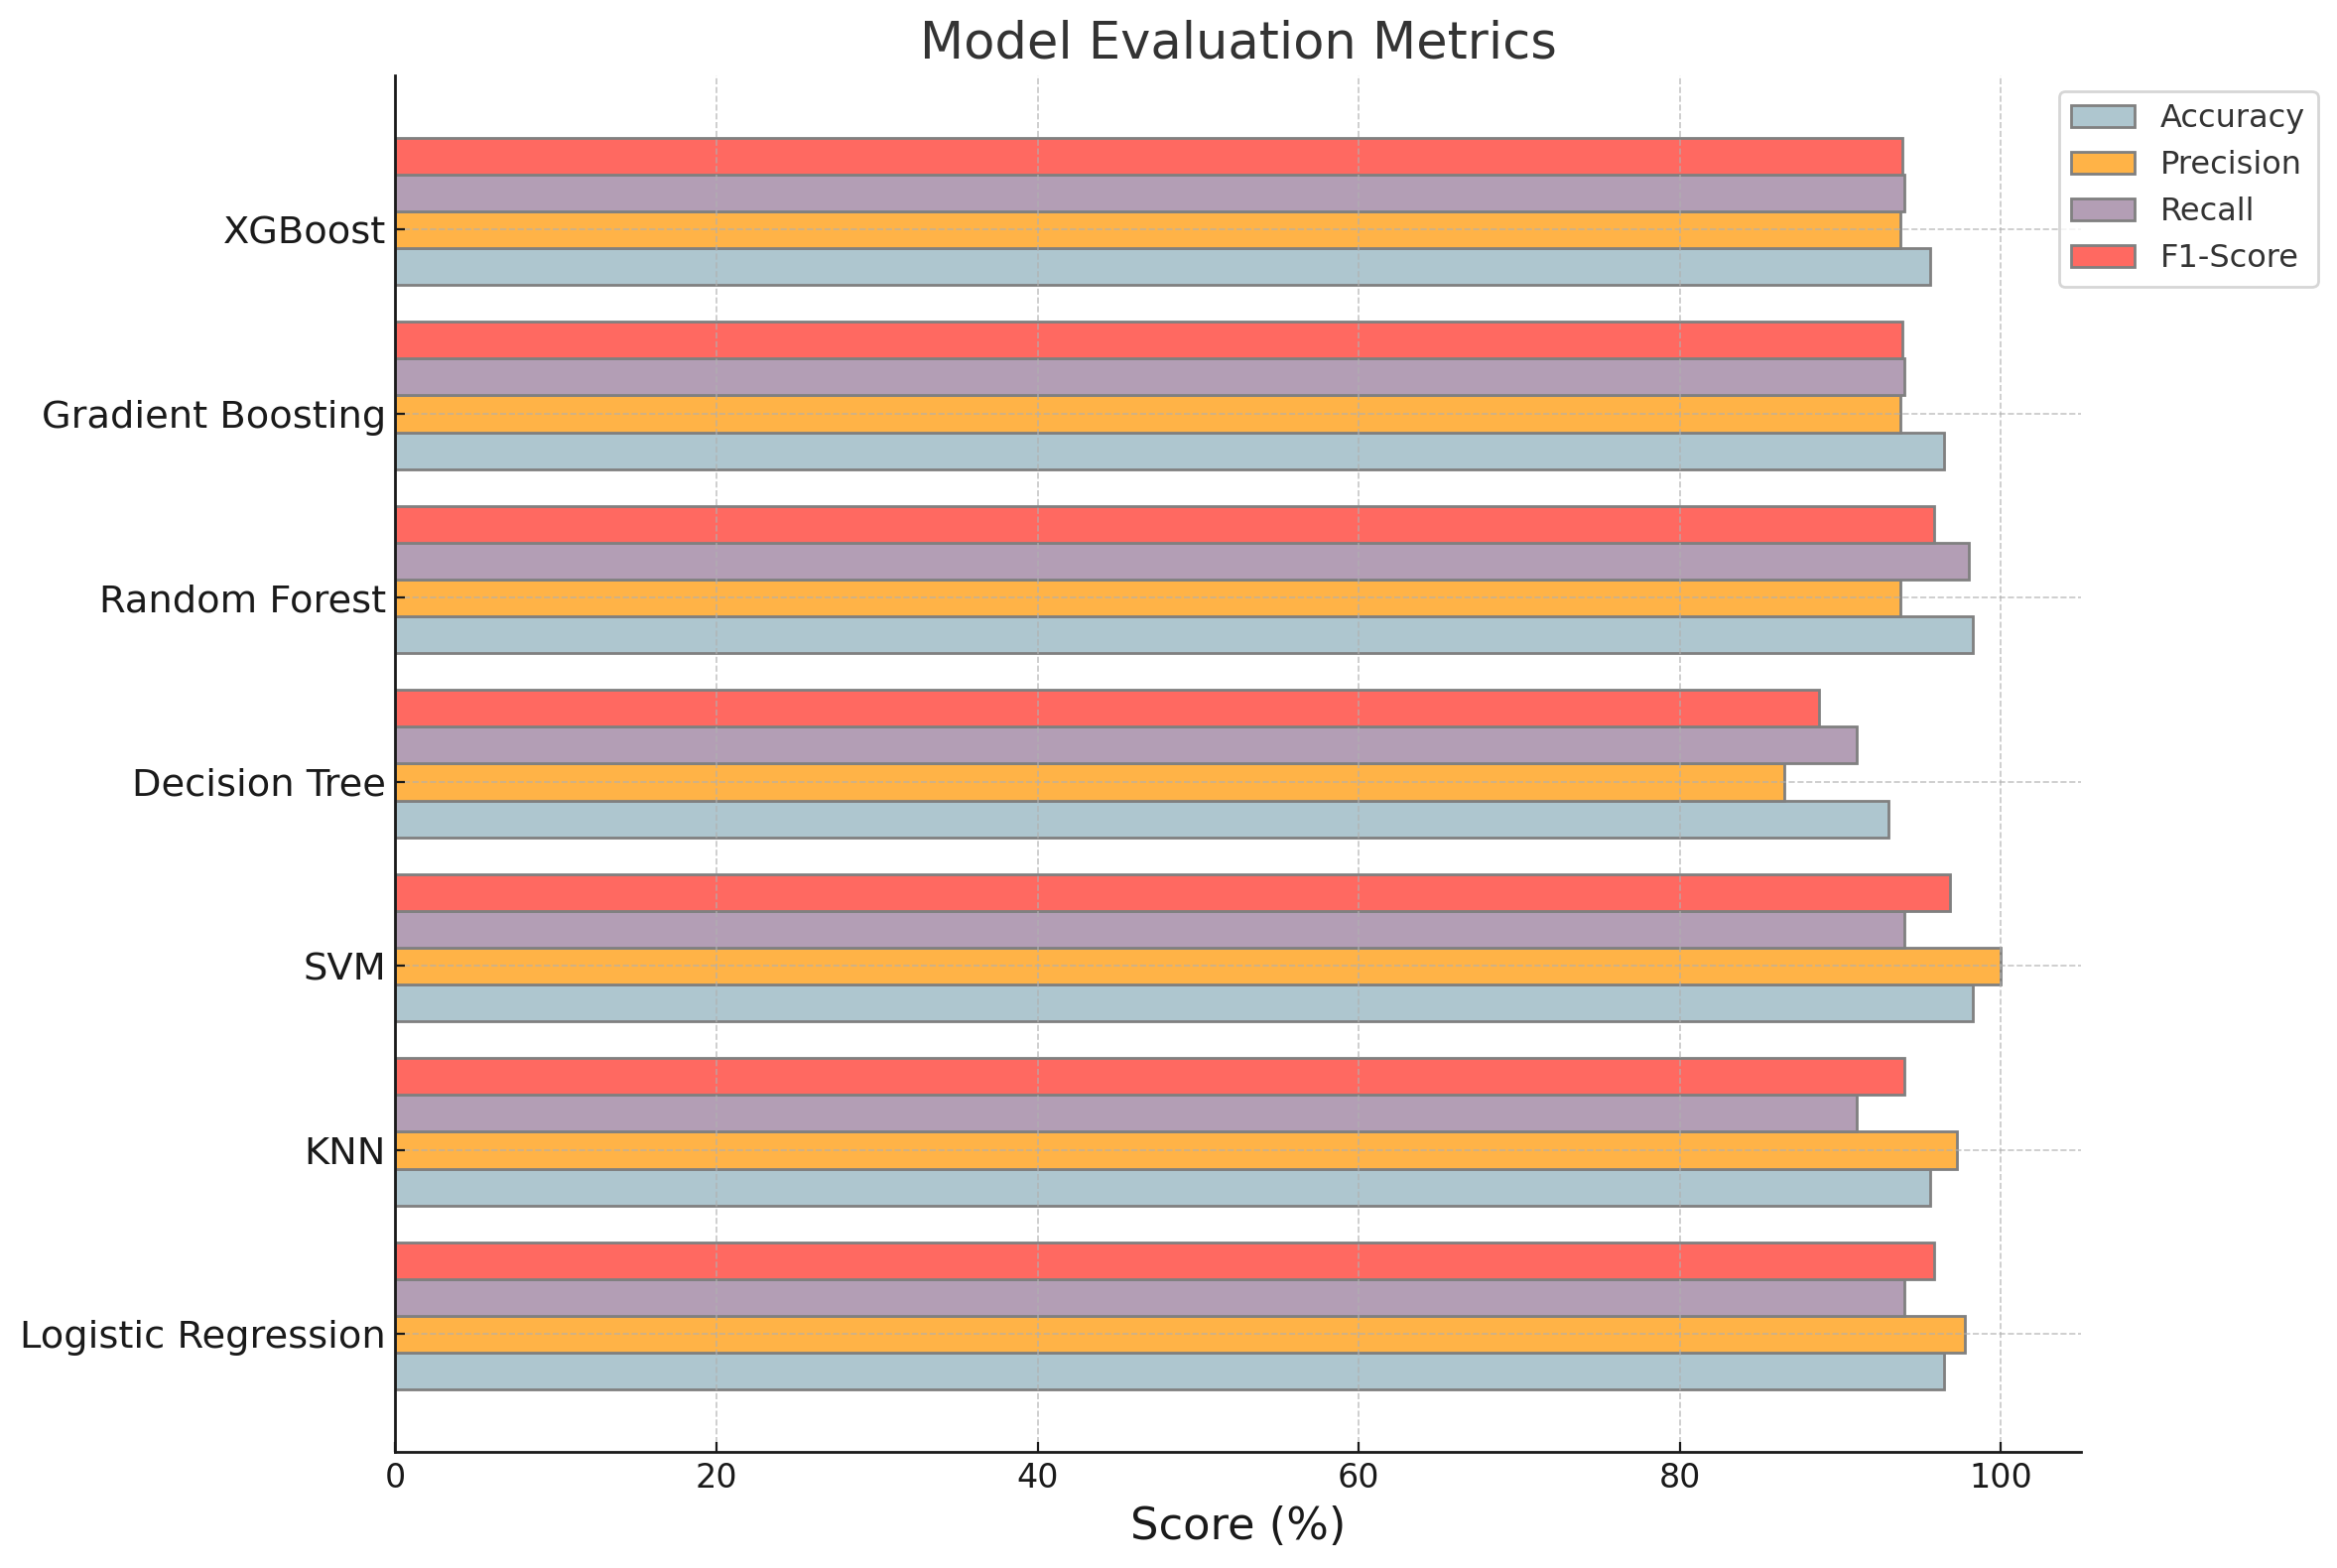 Model Evaluation Metrics
Accuracy
Precision
Recall
F1-Score
XGBoost
Gradient Boosting
Random Forest
Decision Tree
SVM
KNN
Logistic Regression
0 20 40 60 80 100
Score (%)